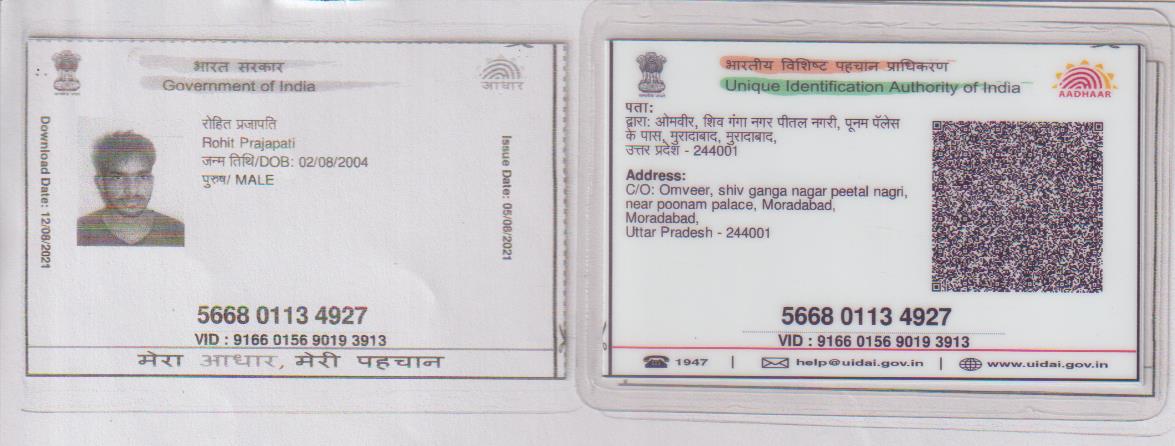 भारत सरकार
Government of India
आधार
Download Date: 12/08/2021
रोहित प्रजापति
Rohit Prajapati
जन्म तिथि/DOB: 02/08/2004
पुरुष/ MALE
Issue Date: 05/08/2021
5668 0113 4927
VID : 9166 0156 9019 3913
मेरा आधार, मेरी पहचान
भारतीय विशिष्ट पहचान प्राधिकरण
Unique Identification Authority of India
AADHAAR
पता:
द्वारा: ओमवीर, शिव गंगा नगर पीतल नगरी, पूनम पॅलेस
के पास, मुरादाबाद, मुरादाबाद,
उत्तर प्रदेश - 244001
Address:
C/O: Omveer, shiv ganga nagar peetal nagri,
near poonam palace, Moradabad,
Moradabad,
Uttar Pradesh - 244001
5668 0113 4927
VID : 9166 0156 9019 3913
1947 | help@uidai.gov.in | www.uidai.gov.in